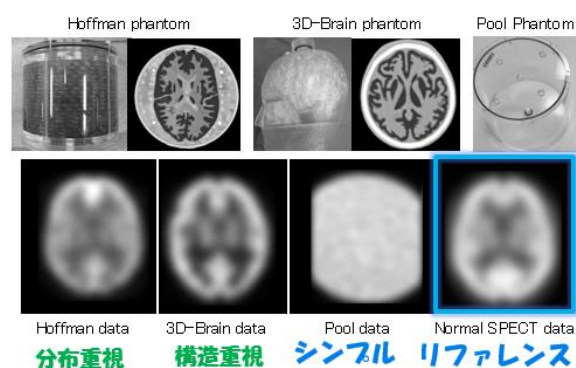 Hoffman phantom
3D-Brain phantom
Pool Phantom
Hoffman data
3D-Brain data
Pool data
Normal SPECT data
分布重視
構造重視
シンプル
リファレンス